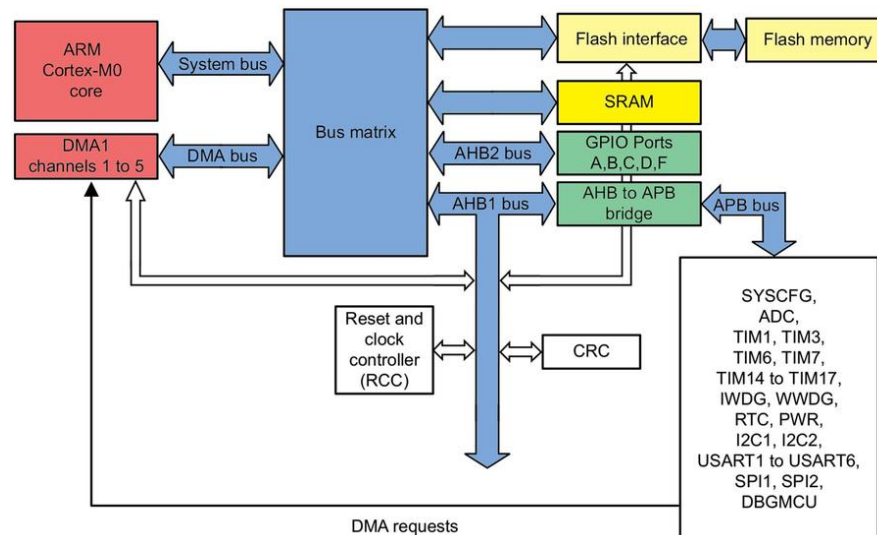 ARM
Cortex-M0
core
System bus
Bus matrix
Flash interface
Flash memory
SRAM
DMA1
channels 1 to 5
DMA bus
AHB2 bus
GPIO Ports
A,B,C,D,F
AHB1 bus
AHB to APB
bridge
APB bus
Reset and
clock
controller
(RCC)
CRC
SYSCFG,
ADC,
TIM1, TIM3,
TIM6, TIM7,
TIM14 to TIM17,
IWDG, WWDG,
RTC, PWR,
I2C1, I2C2,
USART1 to USART6,
SPI1, SPI2,
DBGMCU
DMA requests